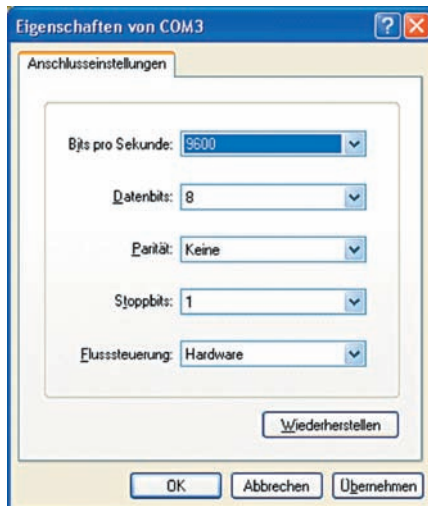 Eigenschaften von COM3
Anschlusseinstellungen
Bits pro Sekunde: 9600
Datenbits: 8
Parität: Keine
Stoppbits: 1
Flusssteuerung: Hardware
Wiederherstellen
OK Abbrechen Übernehmen